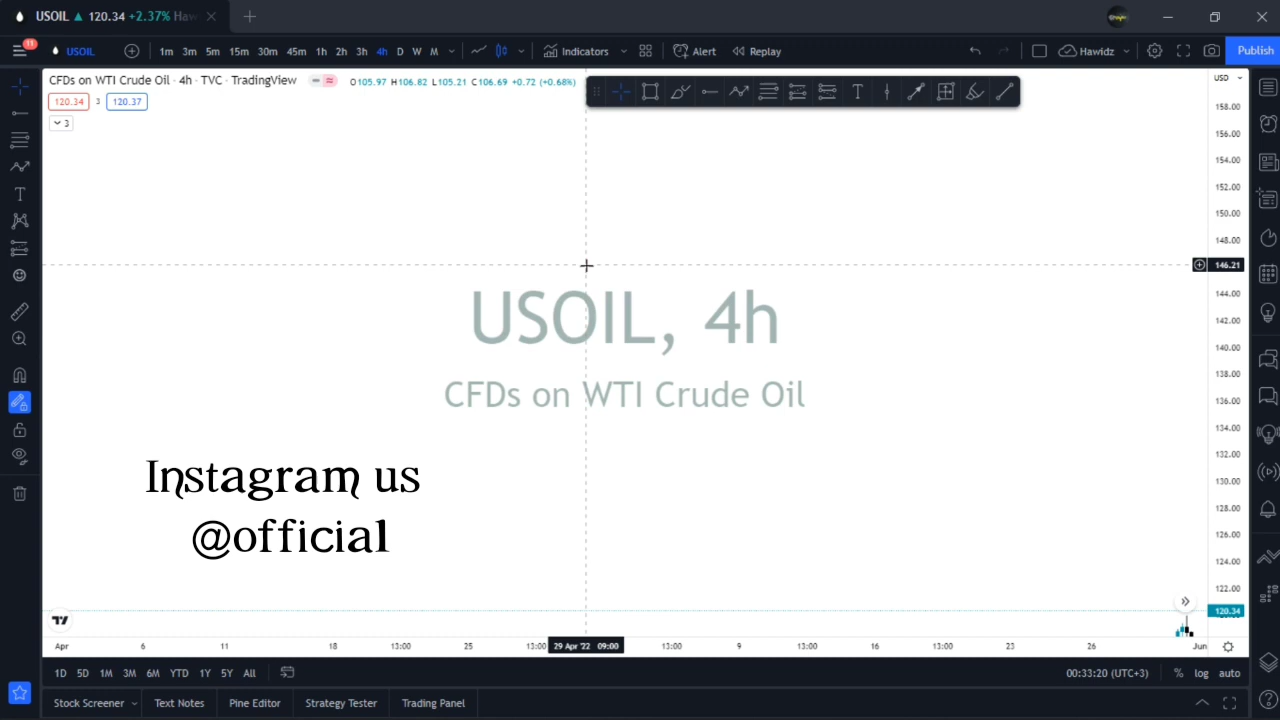 USOIL ▲ 120.34 +2.37% Haw
11 USOIL 1m 3m 5m 15m 30m 45m 1h 2h 3h 4h D W M Indicators Alert Replay Hawidz Publish
CFDs on WTI Crude Oil · 4h · TVC · TradingView O105.97 H106.82 L105.21 C106.69 +0.72 (+0.68%)
USD
120.34 3 120.37
3
158.00
156.00
154.00
152.00
150.00
148.00
146.21
144.00
142.00
140.00
138.00
136.00
134.00
132.00
130.00
128.00
126.00
124.00
122.00
120.34
USOIL, 4h
CFDs on WTI Crude Oil
Instagram us
@official
Apr 6 11 18 13:00 25 13:00 29 Apr '22 09:00 13:00 9 13:00 16 13:00 23 26 Jun
1D 5D 1M 3M 6M YTD 1Y 5Y All 00:33:20 (UTC+3) % log auto
Stock Screener Text Notes Pine Editor Strategy Tester Trading Panel